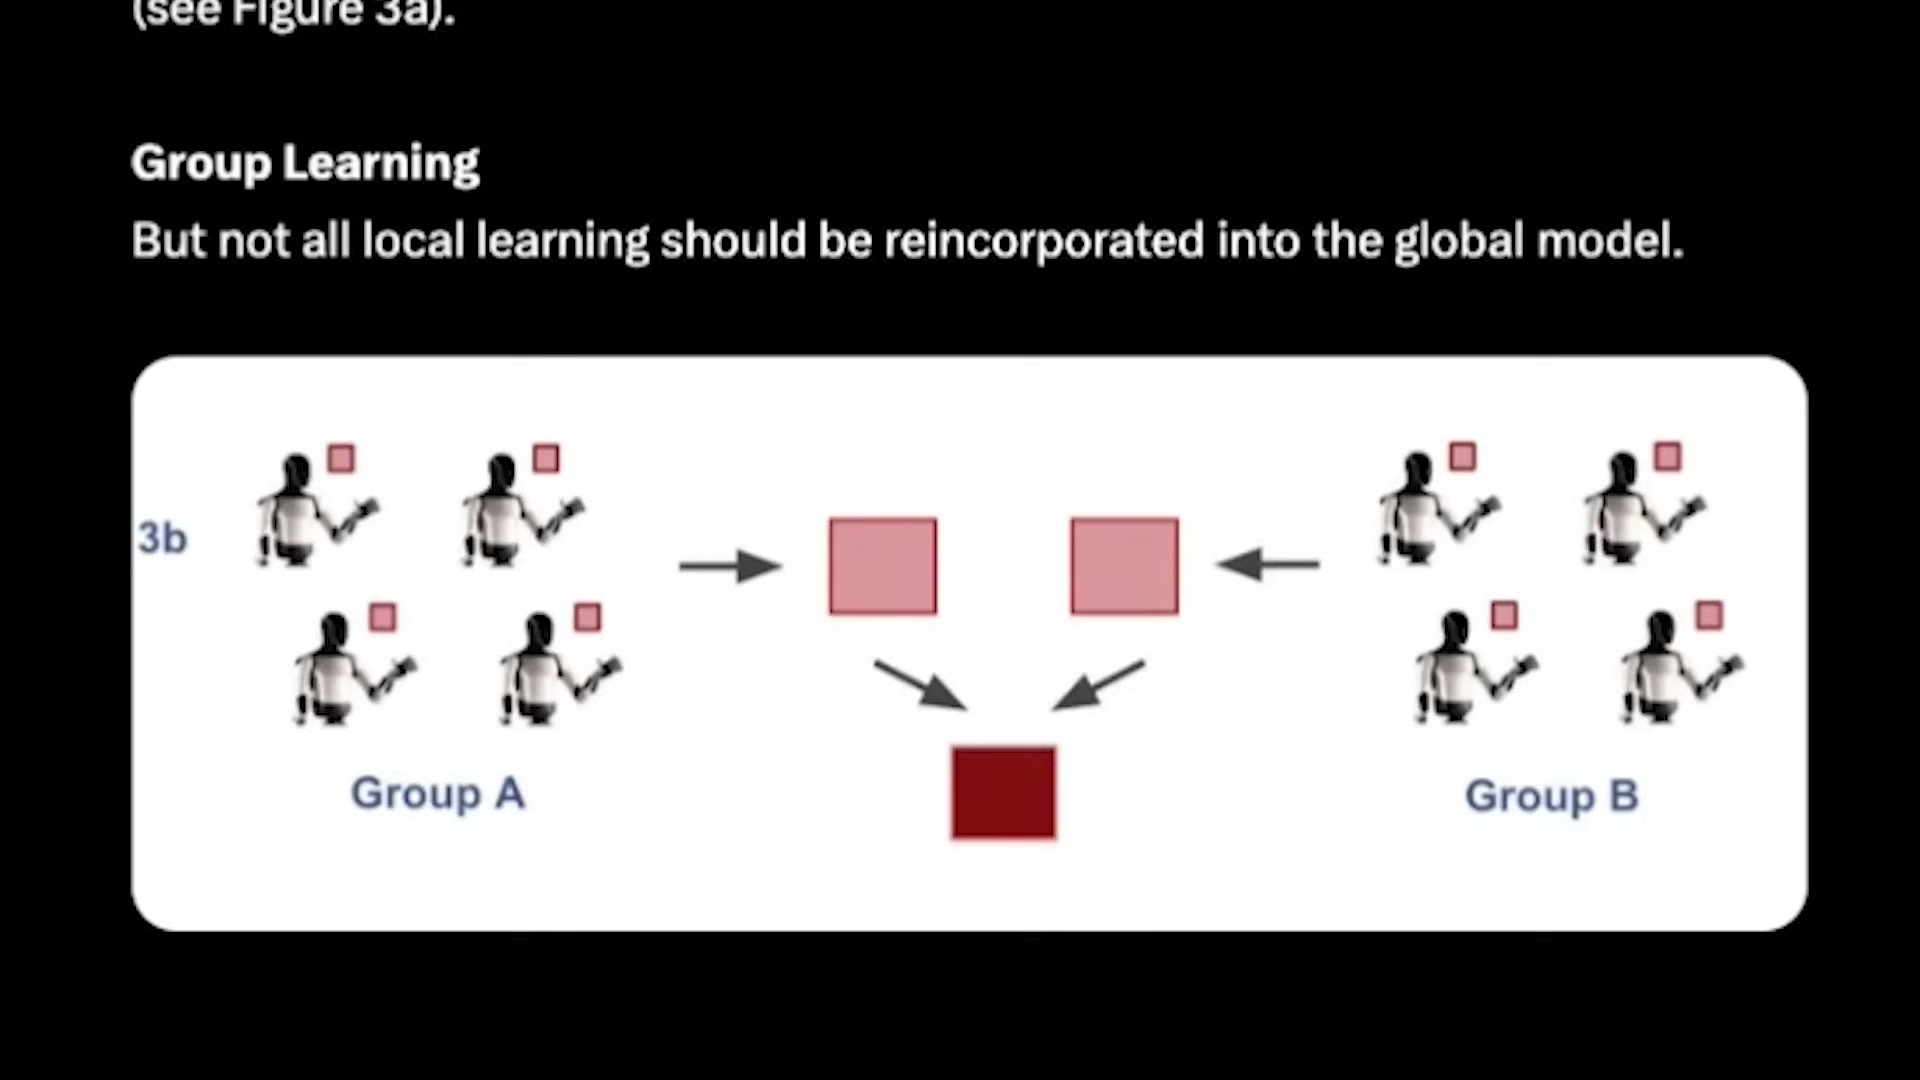 (see Figure 3a).
Group Learning
But not all local learning should be reincorporated into the global model.
3b
Group A
Group B